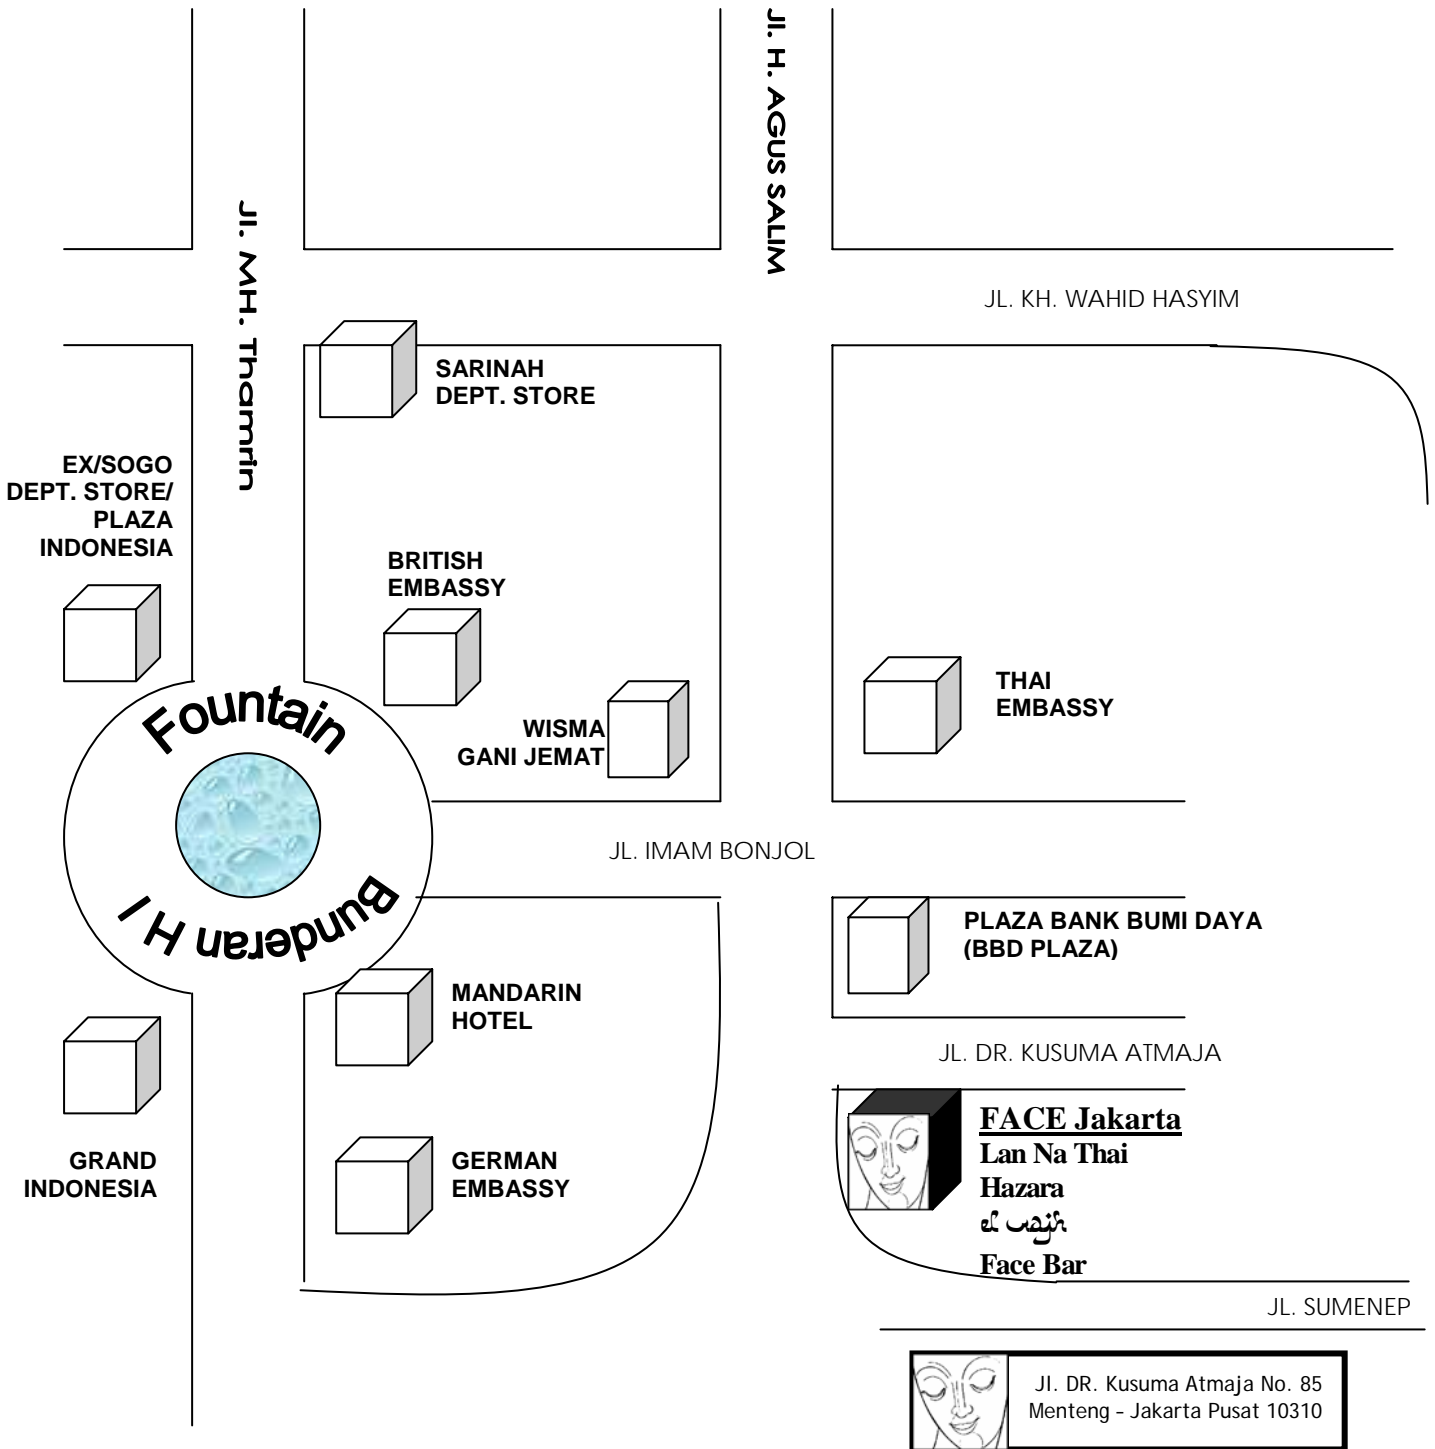 Jl. H. AGUS SALIM
Jl. MH. Thamrin
JL. KH. WAHID HASYIM
SARINAH
DEPT. STORE
EX/SOGO
DEPT. STORE/
PLAZA
INDONESIA
BRITISH
EMBASSY
WISMA
GANI JEMAT
THAI
EMBASSY
Fountain
Bunderan H I
JL. IMAM BONJOL
PLAZA BANK BUMI DAYA
(BBD PLAZA)
MANDARIN
HOTEL
JL. DR. KUSUMA ATMAJA
GRAND
INDONESIA
GERMAN
EMBASSY
FACE Jakarta
Lan Na Thai
Hazara
el wajh
Face Bar
JL. SUMENEP
Jl. DR. Kusuma Atmaja No. 85
Menteng - Jakarta Pusat 10310